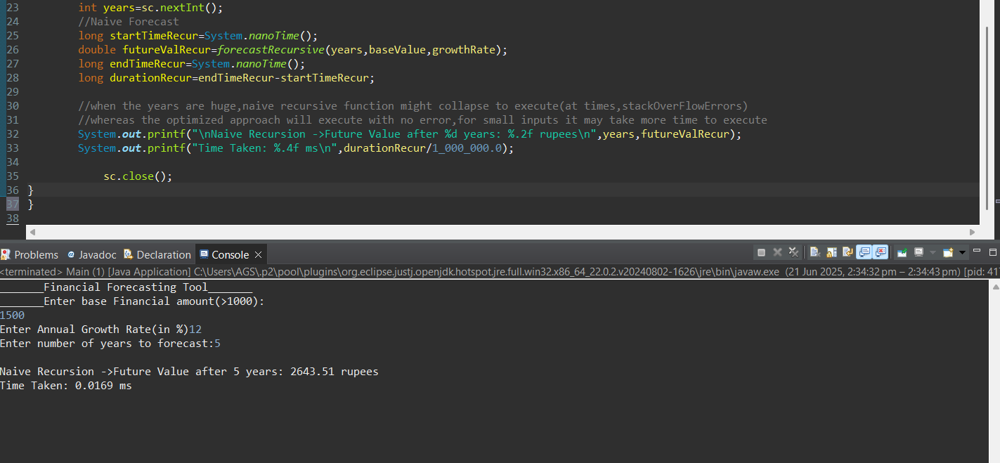 23 int years=sc.nextInt();
24 //Naive Forecast
25 long startTimeRecur=System.nanoTime();
26 double futureValRecur=forecastRecursive(years,baseValue,growthRate);
27 long endTimeRecur=System.nanoTime();
28 long durationRecur=endTimeRecur-startTimeRecur;
29
30 //when the years are huge,naive recursive function might collapse to execute(at times,stackOverFlowErrors)
31 //whereas the optimized approach will execute with no error,for small inputs it may take more time to execute
32 System.out.printf("\nNaive Recursion ->Future Value after %d years: %.2f rupees\n",years,futureValRecur);
33 System.out.printf("Time Taken: %.4f ms\n",durationRecur/1_000_000.0);
34
35 sc.close();
36 }
37 }
38
Problems Javadoc Declaration Console
<terminated> Main (1) [Java Application] C:\Users\AGS\.p2\pool\plugins\org.eclipse.justj.openjdk.hotspot.jre.full.win32.x86_64_22.0.2.v20240802-1626\jre\bin\javaw.exe (21 Jun 2025, 2:34:32 pm – 2:34:43 pm) [pid: 41
_______Financial Forecasting Tool_______
_______Enter base Financial amount(>1000):
1500
Enter Annual Growth Rate(in %)12
Enter number of years to forecast:5
Naive Recursion ->Future Value after 5 years: 2643.51 rupees
Time Taken: 0.0169 ms